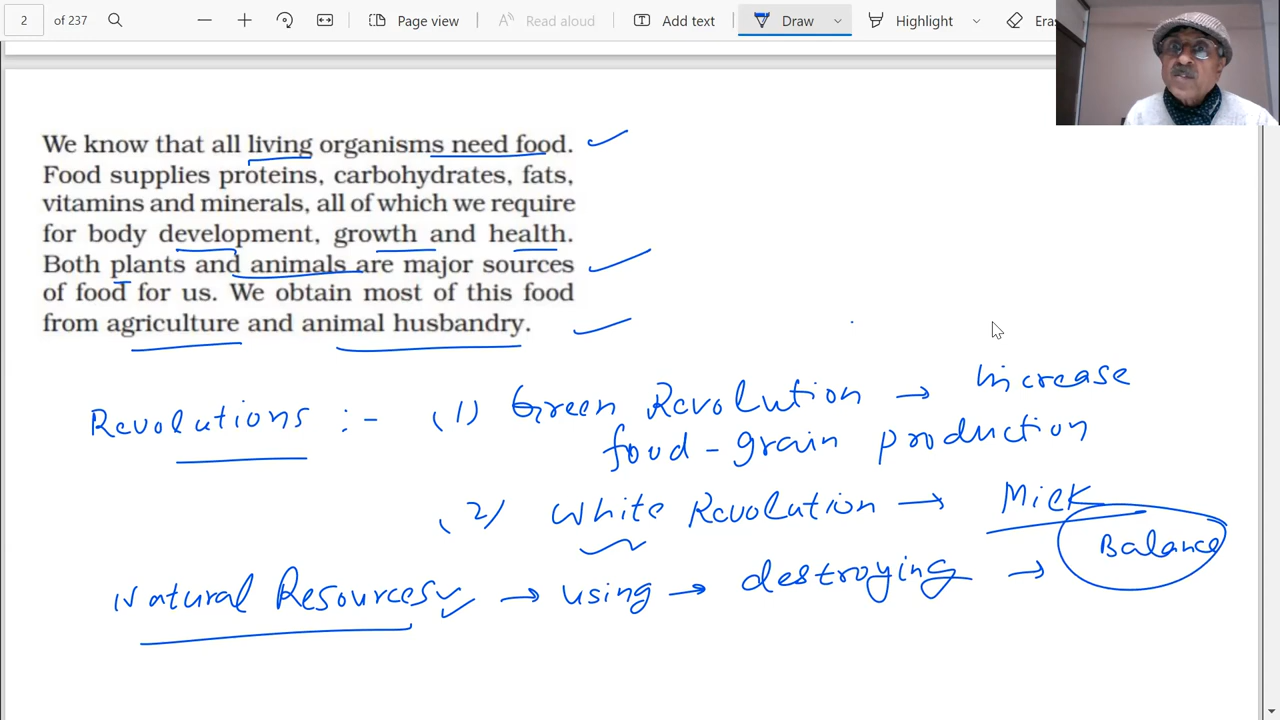 2 of 237 Page view Read aloud Add text Draw Highlight Eras
We know that all living organisms need food.
Food supplies proteins, carbohydrates, fats,
vitamins and minerals, all of which we require
for body development, growth and health.
Both plants and animals are major sources
of food for us. We obtain most of this food
from agriculture and animal husbandry.
Revolutions :- (1) Green Revolution → Increase
food-grain production
(2) White Revolution → Milk
Balance
Natural Resources → using → destroying →